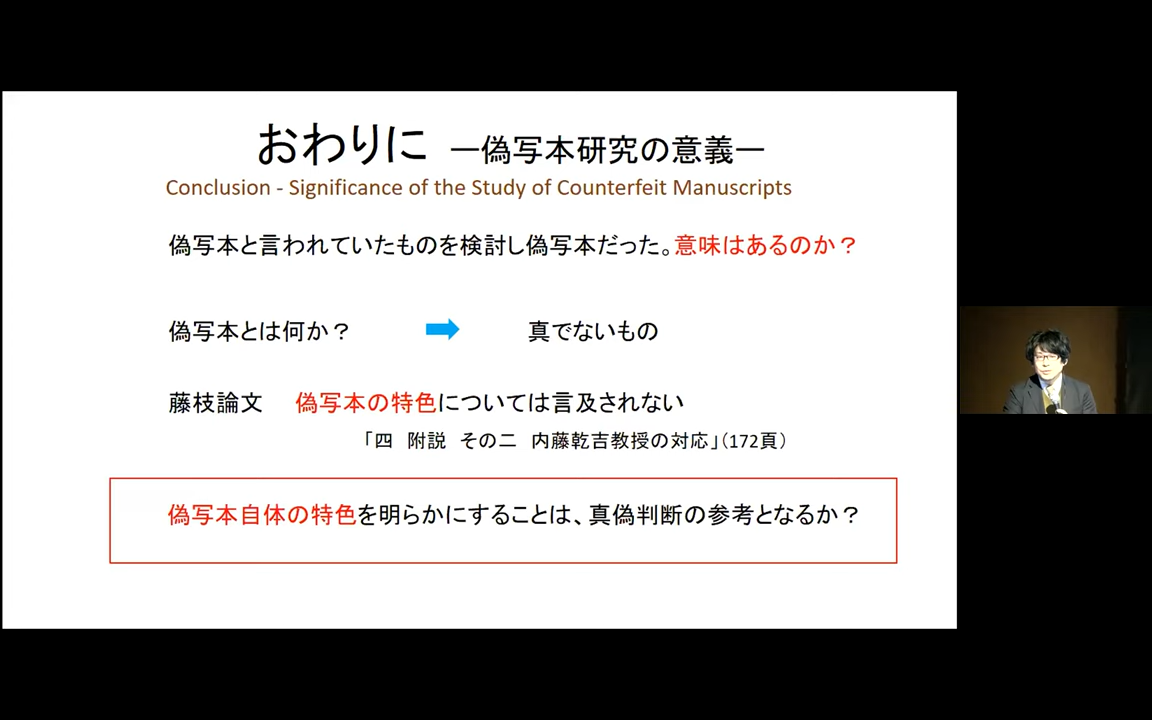 おわりに ―偽写本研究の意義―
Conclusion - Significance of the Study of Counterfeit Manuscripts
偽写本と言われていたものを検討し偽写本だった。意味はあるのか？
偽写本とは何か？ 真でないもの
藤枝論文 偽写本の特色については言及されない
「四 附説 その二 内藤乾吉教授の対応」（172頁）
偽写本自体の特色を明らかにすることは、真偽判断の参考となるか？